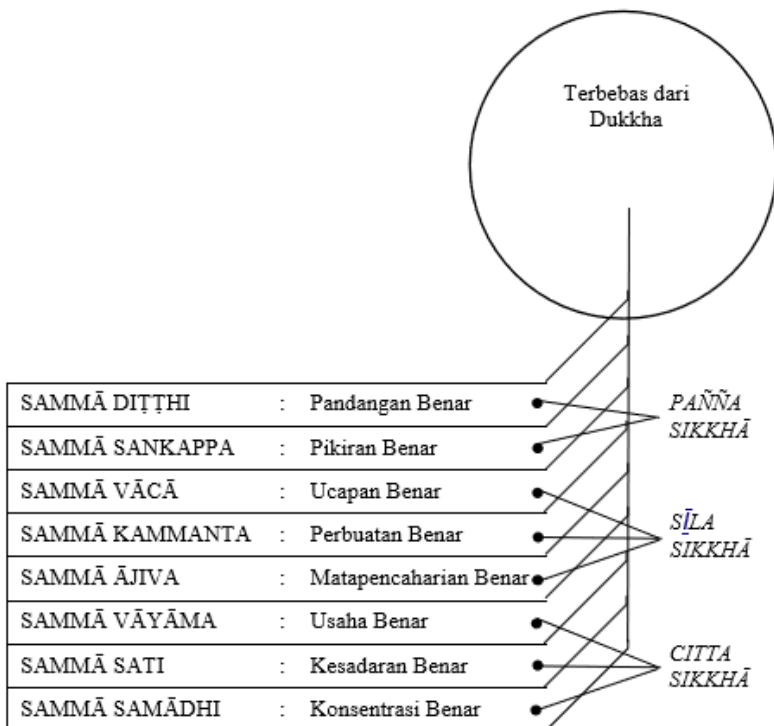 Terbebas dari
Dukkha
SAMMĀ DIṬṬHI : Pandangan Benar
SAMMĀ SANKAPPA : Pikiran Benar
SAMMĀ VĀCĀ : Ucapan Benar
SAMMĀ KAMMANTA : Perbuatan Benar
SAMMĀ ĀJIVA : Matapencaharian Benar
SAMMĀ VĀYĀMA : Usaha Benar
SAMMĀ SATI : Kesadaran Benar
SAMMĀ SAMĀDHI : Konsentrasi Benar
PAÑÑA
SIKKHĀ
SĪLA
SIKKHĀ
CITTA
SIKKHĀ